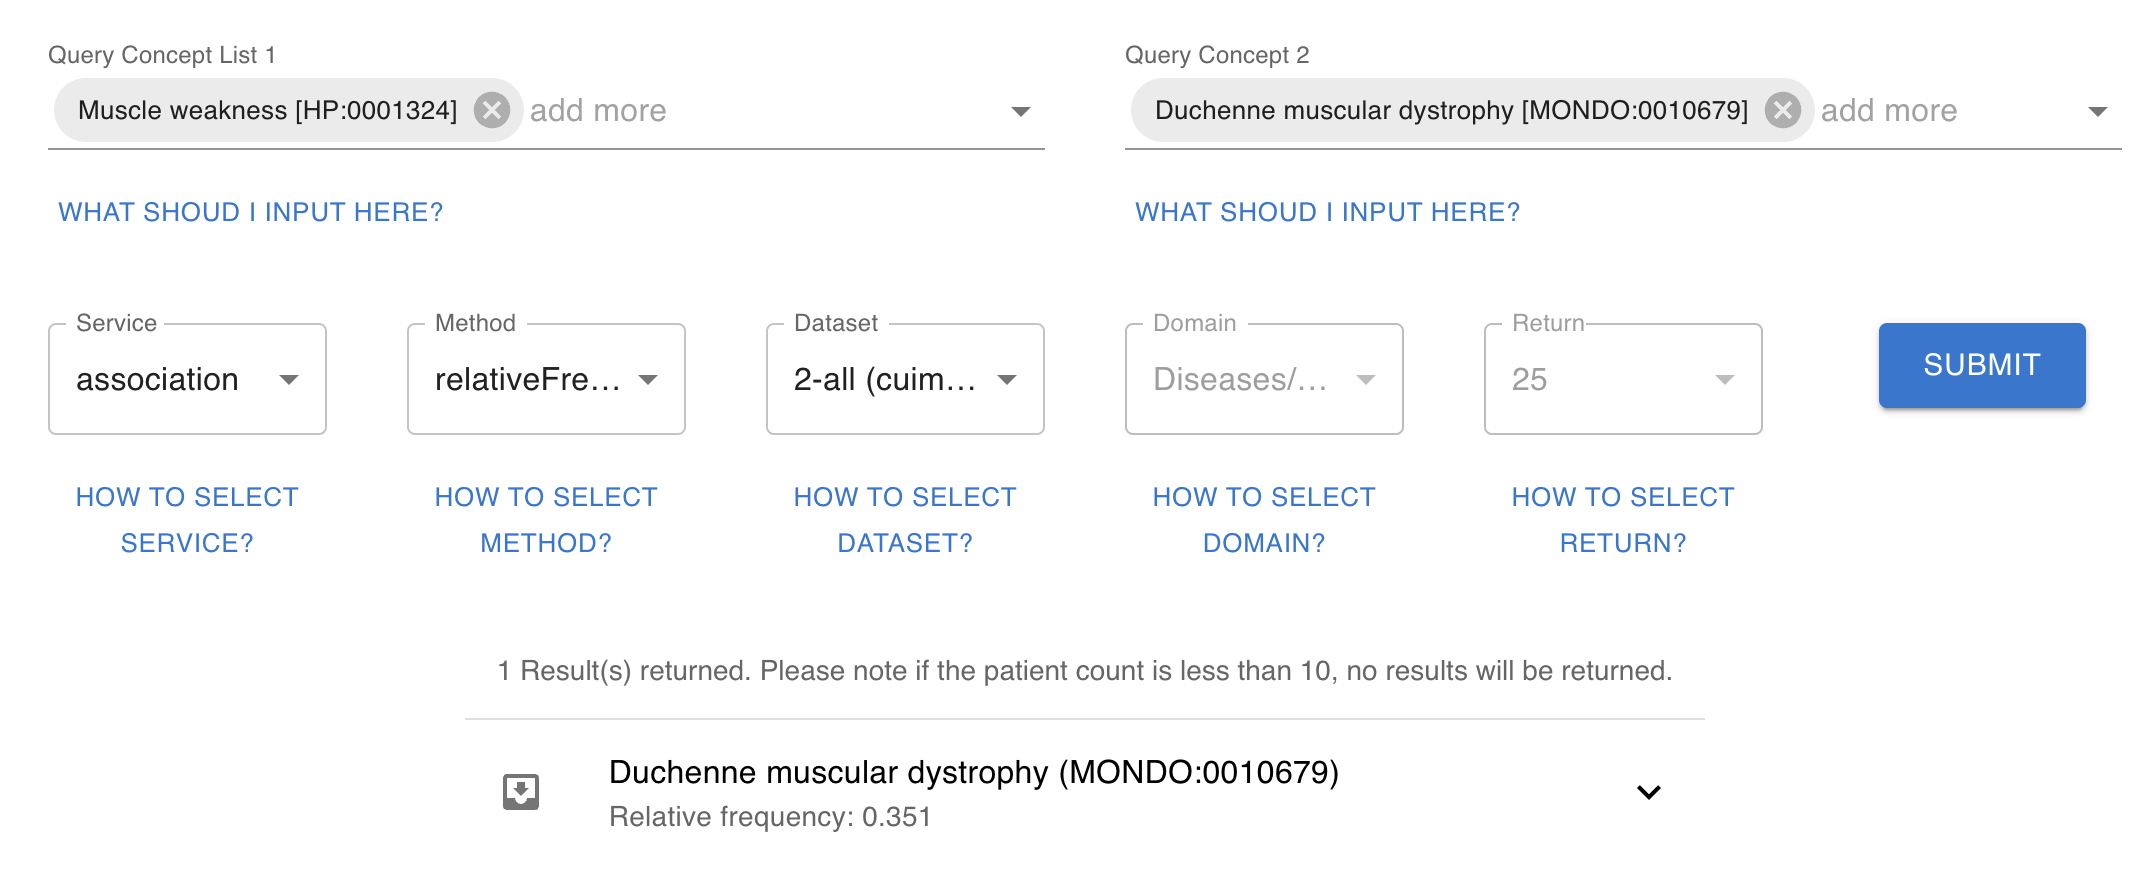 Query Concept List 1
Muscle weakness [HP:0001324] add more
Query Concept 2
Duchenne muscular dystrophy [MONDO:0010679] add more
WHAT SHOUD I INPUT HERE?
WHAT SHOUD I INPUT HERE?
Service
association
Method
relativeFre...
Dataset
2-all (cuim...
Domain
Diseases/...
Return
25
SUBMIT
HOW TO SELECT
SERVICE?
HOW TO SELECT
METHOD?
HOW TO SELECT
DATASET?
HOW TO SELECT
DOMAIN?
HOW TO SELECT
RETURN?
1 Result(s) returned. Please note if the patient count is less than 10, no results will be returned.
Duchenne muscular dystrophy (MONDO:0010679)
Relative frequency: 0.351